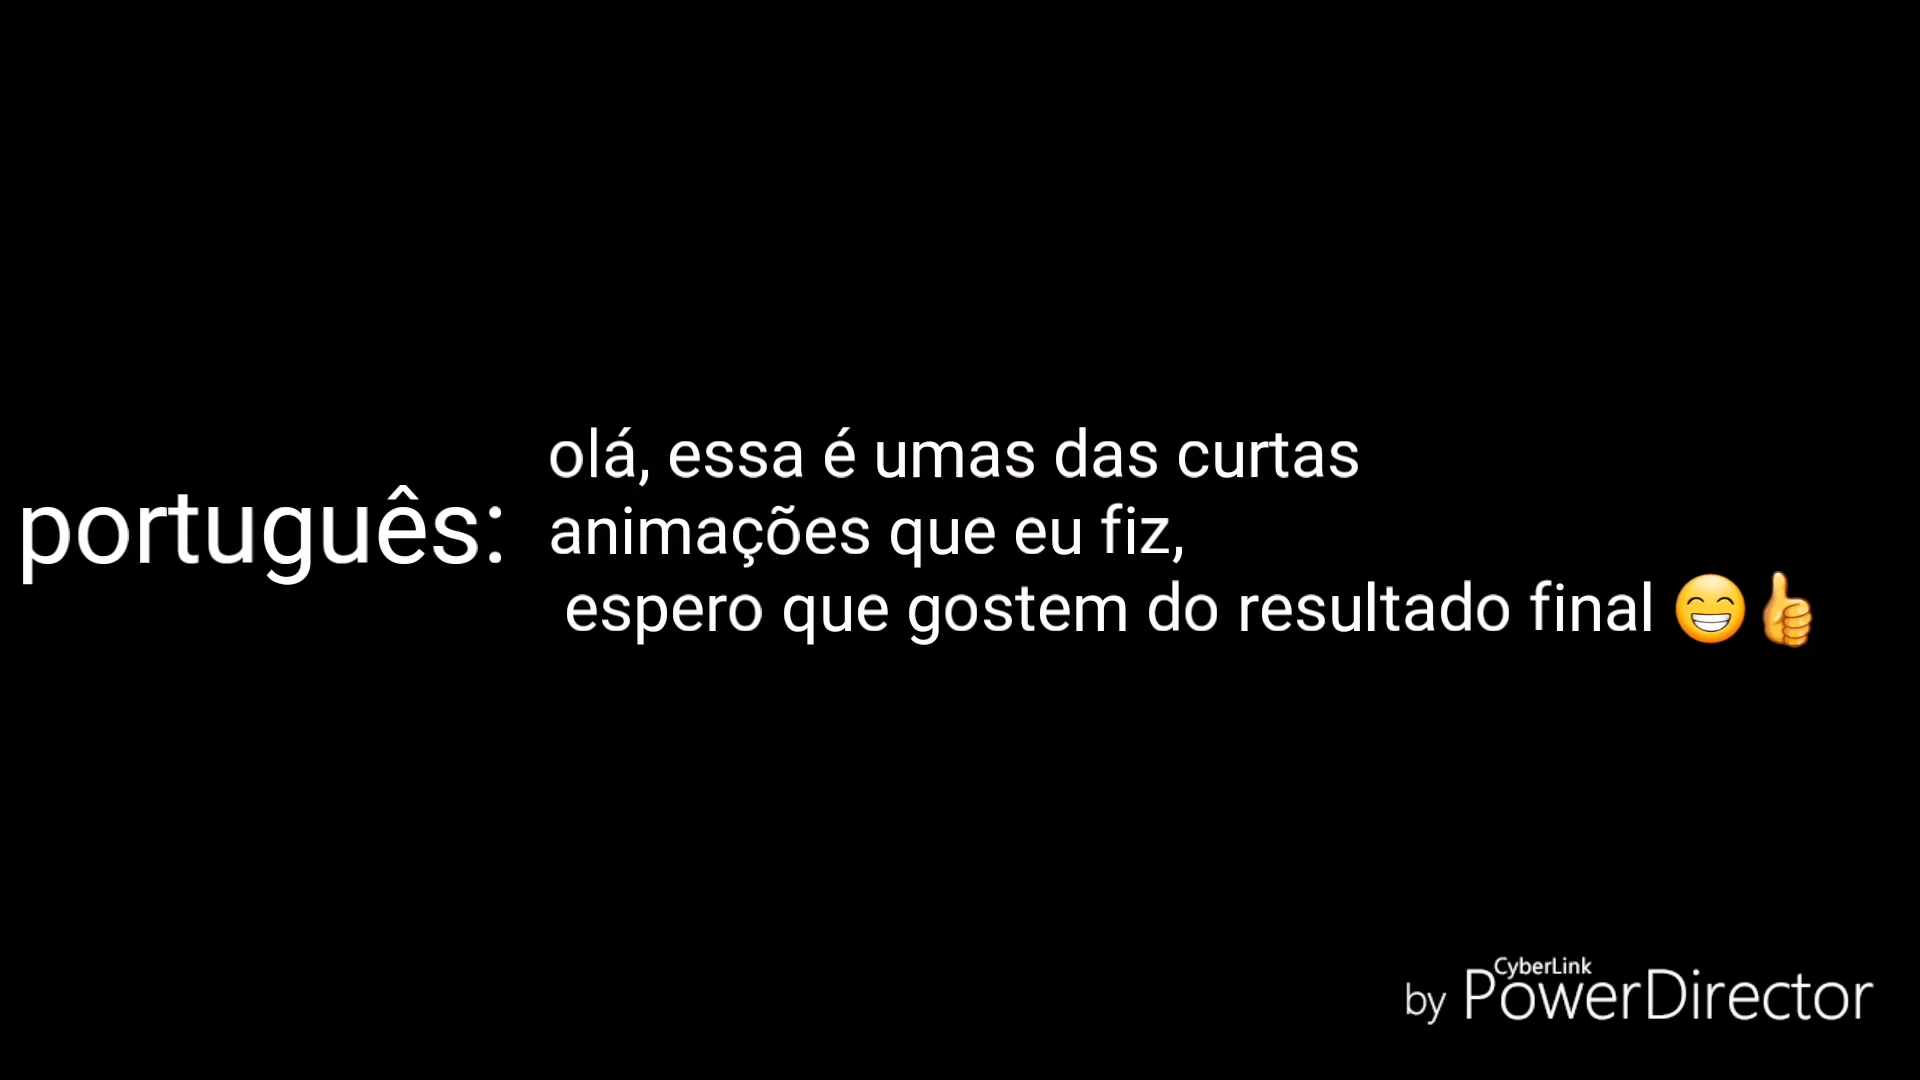 português:
olá, essa é umas das curtas
animações que eu fiz,
espero que gostem do resultado final 😁👍
by CyberLink PowerDirector